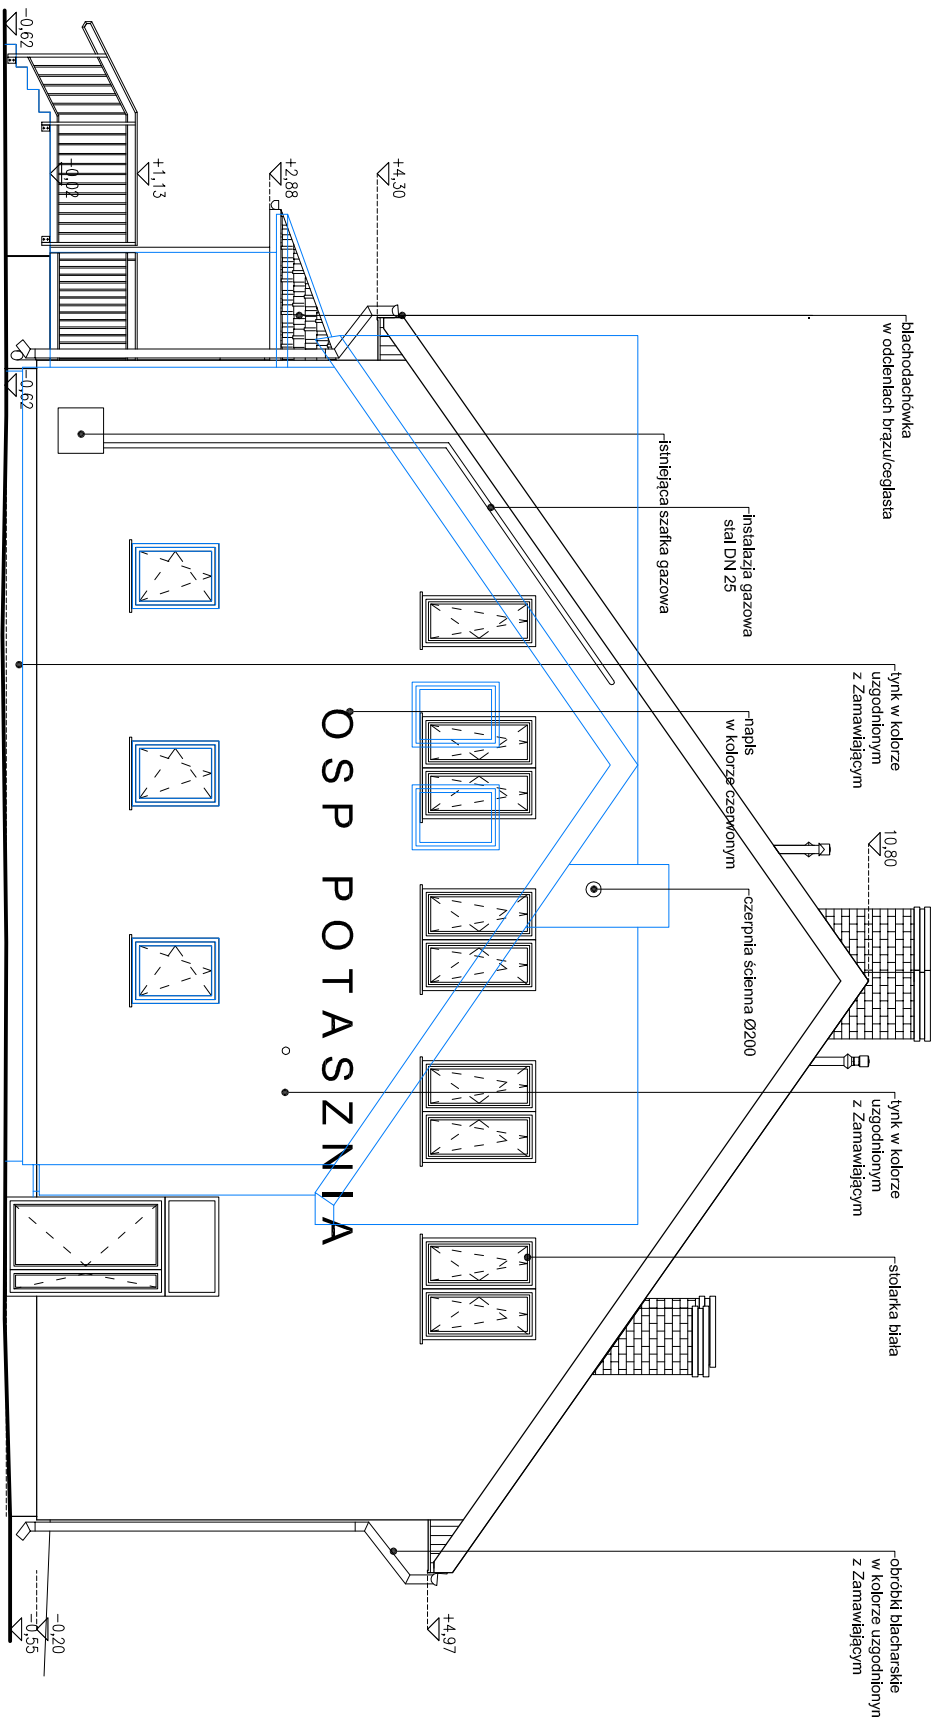 blachodachówka
w odcieniach brązu/ceglasta
tynk w kolorze
uzgodnionym
z Zamawiającym
10,80
tynk w kolorze
uzgodnionym
z Zamawiającym
stolarka biała
obróbki blacharskie
w kolorze uzgodnionym
z Zamawiającym
instalazja gazowa
stal DN 25
napis
w kolorze czerwonym
czerpnia ścienna Ø200
istniejąca szafka gazowa
+4,30
+4,97
OSP POTASZNIA
+2,88
+1,13
+0,02
-0,62
-0,62
-0,20
-0,55